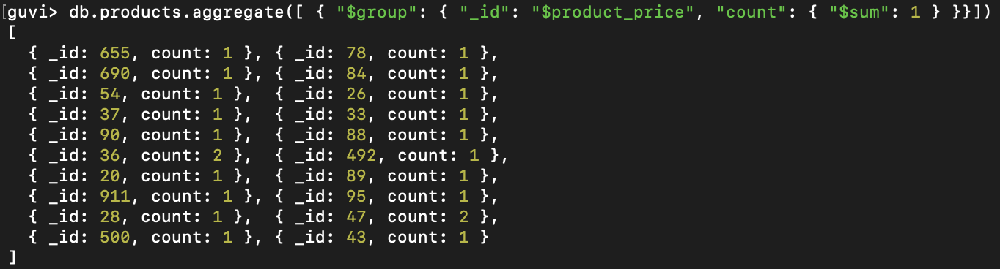 [guvi> db.products.aggregate([ { "$group": { "_id": "$product_price", "count": { "$sum": 1 } }}])
[
  { _id: 655, count: 1 }, { _id: 78, count: 1 },
  { _id: 690, count: 1 }, { _id: 84, count: 1 },
  { _id: 54, count: 1 },  { _id: 26, count: 1 },
  { _id: 37, count: 1 },  { _id: 33, count: 1 },
  { _id: 90, count: 1 },  { _id: 88, count: 1 },
  { _id: 36, count: 2 },  { _id: 492, count: 1 },
  { _id: 20, count: 1 },  { _id: 89, count: 1 },
  { _id: 911, count: 1 }, { _id: 95, count: 1 },
  { _id: 28, count: 1 },  { _id: 47, count: 2 },
  { _id: 500, count: 1 }, { _id: 43, count: 1 }
]